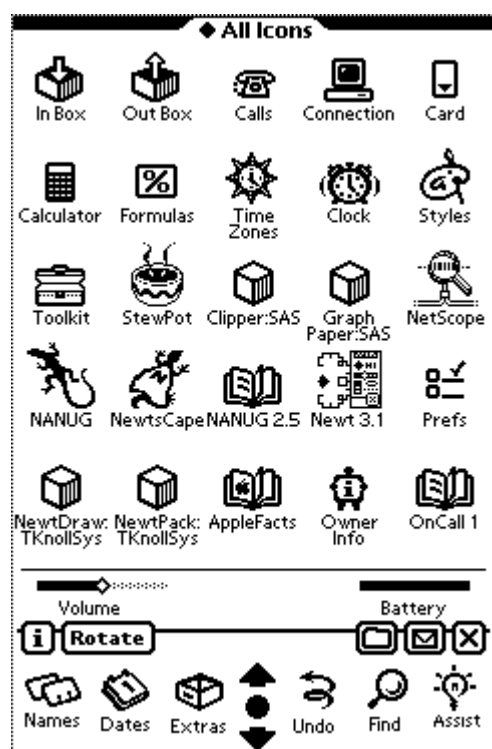 ◆ All Icons
In Box Out Box Calls Connection Card
Calculator Formulas Time Zones Clock Styles
Toolkit StewPot Clipper:SAS Graph Paper:SAS NetScope
NANUG NewtsCape NANUG 2.5 Newt 3.1 Prefs
NewtDraw: TKnollSys NewtPack: TKnollSys AppleFacts Owner Info OnCall 1
Volume Battery
i Rotate
Names Dates Extras Undo Find Assist